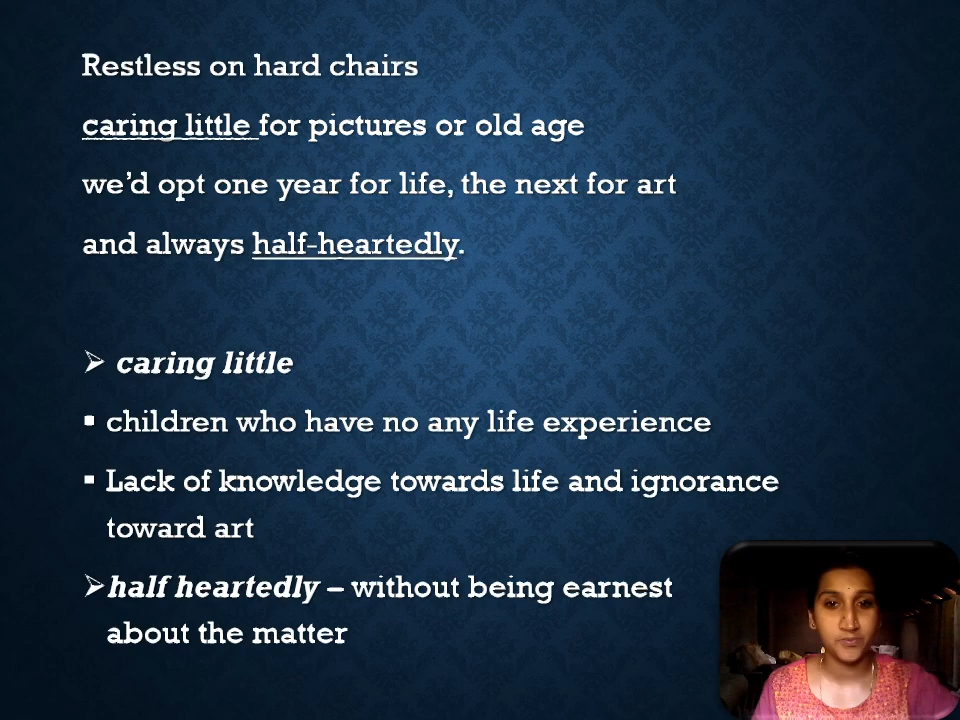 Restless on hard chairs
caring little for pictures or old age
we'd opt one year for life, the next for art
and always half-heartedly.
➢ caring little
▪ children who have no any life experience
▪ Lack of knowledge towards life and ignorance
toward art
➢half heartedly – without being earnest
about the matter